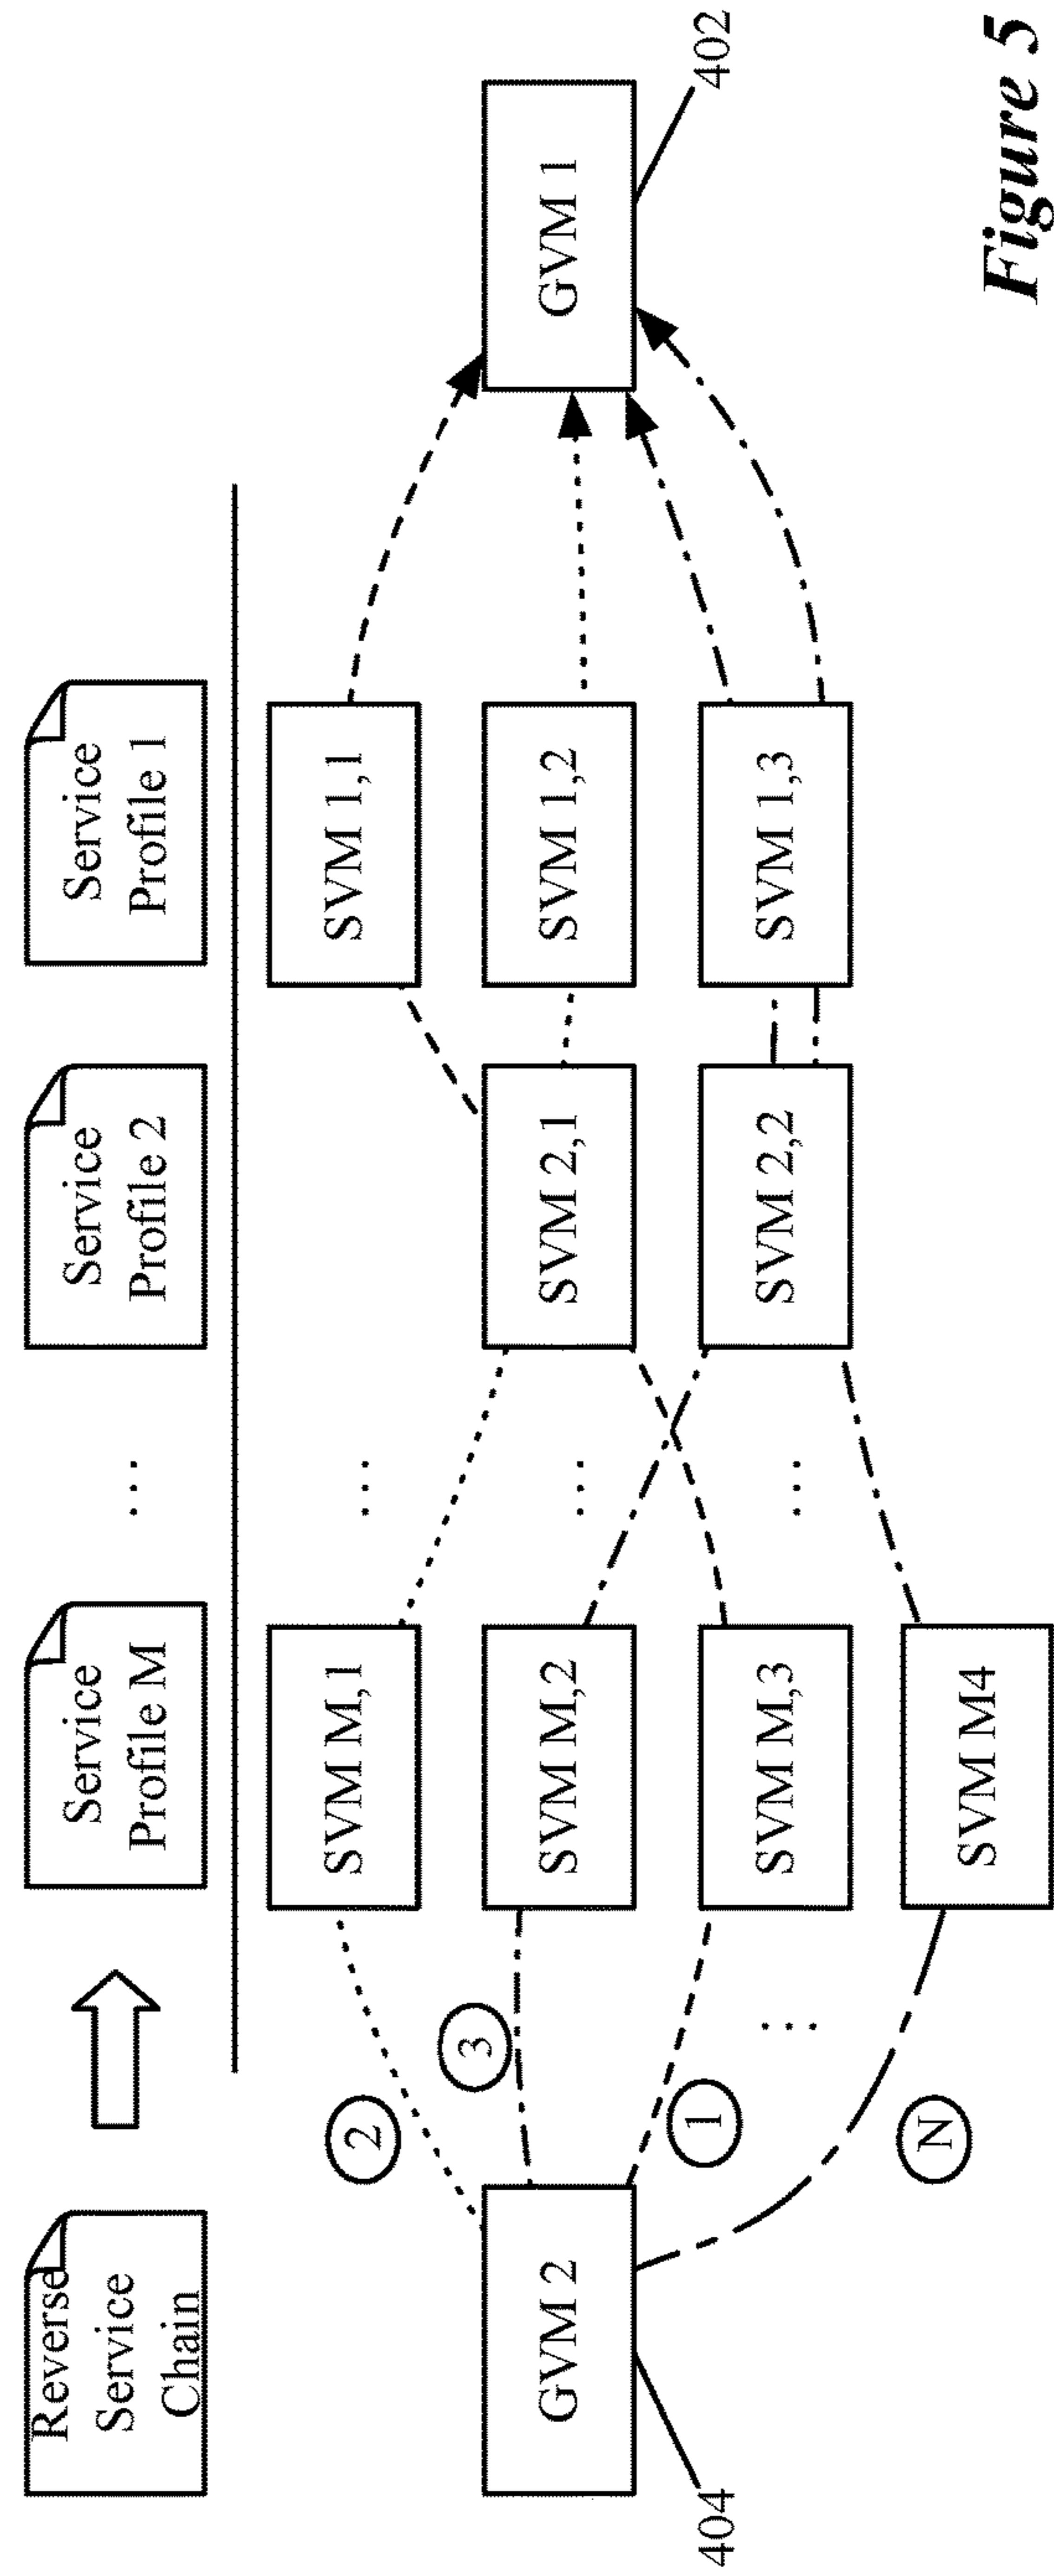 Reverse
Service
Chain
Service
Profile M
...
Service
Profile 2
Service
Profile 1
GVM 2
404
2
3
1
N
...
SVM M,1
SVM M,2
SVM M,3
SVM M4
...
...
...
SVM 2,1
SVM 2,2
SVM 1,1
SVM 1,2
SVM 1,3
GVM 1
402
Figure 5